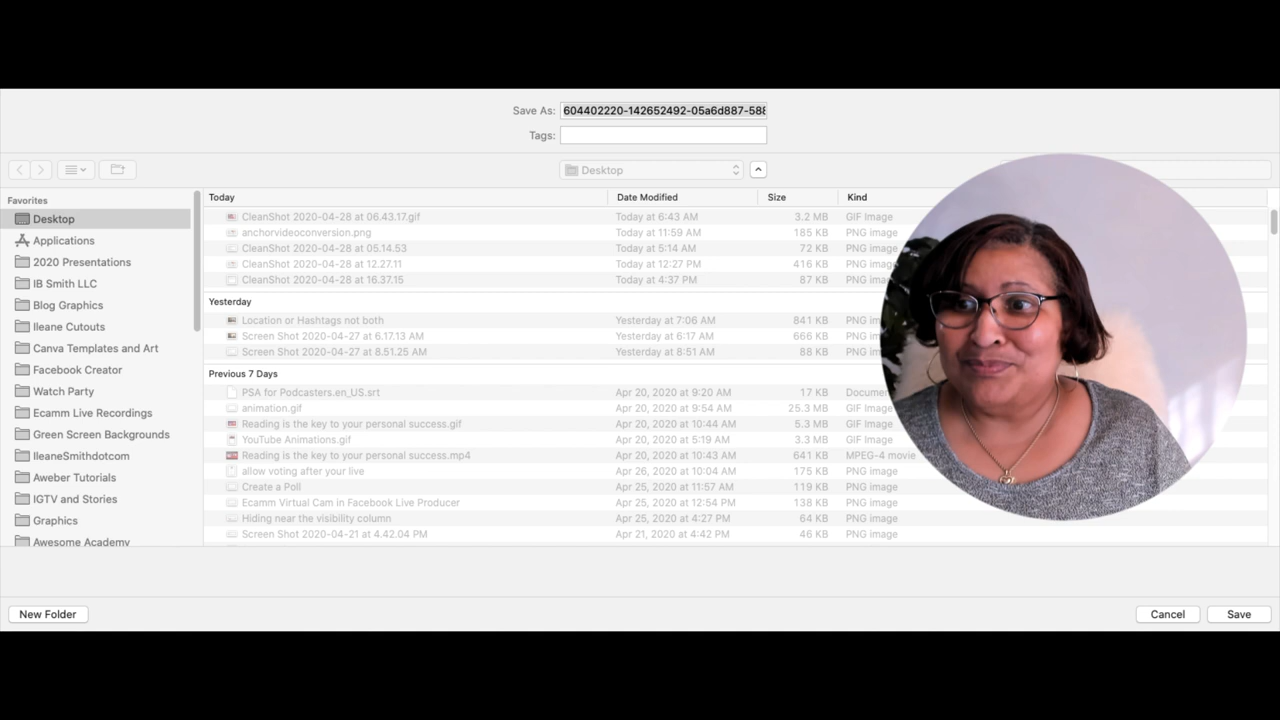 Save As: 604402220-142652492-05a6d887-588
Tags:
Desktop
Favorites
Desktop
Applications
2020 Presentations
IB Smith LLC
Blog Graphics
Ileane Cutouts
Canva Templates and Art
Facebook Creator
Watch Party
Ecamm Live Recordings
Green Screen Backgrounds
IleaneSmithdotcom
Aweber Tutorials
IGTV and Stories
Graphics
Awesome Academy
Today Date Modified Size Kind
CleanShot 2020-04-28 at 06.43.17.gif Today at 6:43 AM 3.2 MB GIF Image
anchorvideoconversion.png Today at 11:59 AM 185 KB PNG image
CleanShot 2020-04-28 at 05.14.53 Today at 5:14 AM 72 KB PNG image
CleanShot 2020-04-28 at 12.27.11 Today at 12:27 PM 416 KB PNG image
CleanShot 2020-04-28 at 16.37.15 Today at 4:37 PM 87 KB PNG image
Yesterday
Location or Hashtags not both Yesterday at 7:06 AM 841 KB PNG im
Screen Shot 2020-04-27 at 6.17.13 AM Yesterday at 6:17 AM 666 KB PNG im
Screen Shot 2020-04-27 at 8.51.25 AM Yesterday at 8:51 AM 88 KB PNG im
Previous 7 Days
PSA for Podcasters.en_US.srt Apr 20, 2020 at 9:20 AM 17 KB Docume
animation.gif Apr 20, 2020 at 9:54 AM 25.3 MB GIF Image
Reading is the key to your personal success.gif Apr 20, 2020 at 10:44 AM 5.3 MB GIF Image
YouTube Animations.gif Apr 20, 2020 at 5:19 AM 3.3 MB GIF Image
Reading is the key to your personal success.mp4 Apr 20, 2020 at 10:43 AM 641 KB MPEG-4 movie
allow voting after your live Apr 26, 2020 at 10:04 AM 175 KB PNG image
Create a Poll Apr 25, 2020 at 11:57 AM 119 KB PNG image
Ecamm Virtual Cam in Facebook Live Producer Apr 25, 2020 at 12:54 PM 138 KB PNG image
Hiding near the visibility column Apr 25, 2020 at 4:27 PM 64 KB PNG image
Screen Shot 2020-04-21 at 4.42.04 PM Apr 21, 2020 at 4:42 PM 46 KB PNG image
New Folder Cancel Save